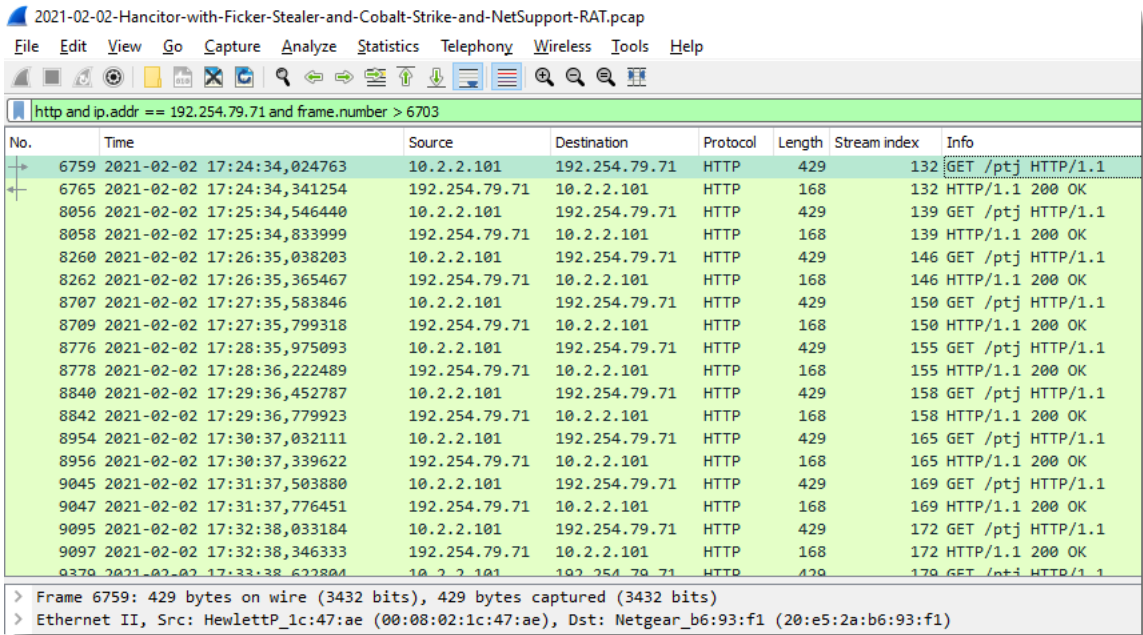 2021-02-02-Hancitor-with-Ficker-Stealer-and-Cobalt-Strike-and-NetSupport-RAT.pcap
File Edit View Go Capture Analyze Statistics Telephony Wireless Tools Help
http and ip.addr == 192.254.79.71 and frame.number > 6703
No. Time Source Destination Protocol Length Stream index Info
6759 2021-02-02 17:24:34,024763 10.2.2.101 192.254.79.71 HTTP 429 132 GET /ptj HTTP/1.1
6765 2021-02-02 17:24:34,341254 192.254.79.71 10.2.2.101 HTTP 168 132 HTTP/1.1 200 OK
8056 2021-02-02 17:25:34,546440 10.2.2.101 192.254.79.71 HTTP 429 139 GET /ptj HTTP/1.1
8058 2021-02-02 17:25:34,833999 192.254.79.71 10.2.2.101 HTTP 168 139 HTTP/1.1 200 OK
8260 2021-02-02 17:26:35,038203 10.2.2.101 192.254.79.71 HTTP 429 146 GET /ptj HTTP/1.1
8262 2021-02-02 17:26:35,365467 192.254.79.71 10.2.2.101 HTTP 168 146 HTTP/1.1 200 OK
8707 2021-02-02 17:27:35,583846 10.2.2.101 192.254.79.71 HTTP 429 150 GET /ptj HTTP/1.1
8709 2021-02-02 17:27:35,799318 192.254.79.71 10.2.2.101 HTTP 168 150 HTTP/1.1 200 OK
8776 2021-02-02 17:28:35,975093 10.2.2.101 192.254.79.71 HTTP 429 155 GET /ptj HTTP/1.1
8778 2021-02-02 17:28:36,222489 192.254.79.71 10.2.2.101 HTTP 168 155 HTTP/1.1 200 OK
8840 2021-02-02 17:29:36,452787 10.2.2.101 192.254.79.71 HTTP 429 158 GET /ptj HTTP/1.1
8842 2021-02-02 17:29:36,779923 192.254.79.71 10.2.2.101 HTTP 168 158 HTTP/1.1 200 OK
8954 2021-02-02 17:30:37,032111 10.2.2.101 192.254.79.71 HTTP 429 165 GET /ptj HTTP/1.1
8956 2021-02-02 17:30:37,339622 192.254.79.71 10.2.2.101 HTTP 168 165 HTTP/1.1 200 OK
9045 2021-02-02 17:31:37,503880 10.2.2.101 192.254.79.71 HTTP 429 169 GET /ptj HTTP/1.1
9047 2021-02-02 17:31:37,776451 192.254.79.71 10.2.2.101 HTTP 168 169 HTTP/1.1 200 OK
9095 2021-02-02 17:32:38,033184 10.2.2.101 192.254.79.71 HTTP 429 172 GET /ptj HTTP/1.1
9097 2021-02-02 17:32:38,346333 192.254.79.71 10.2.2.101 HTTP 168 172 HTTP/1.1 200 OK
9379 2021-02-02 17:33:38,622804 10.2.2.101 192.254.79.71 HTTP 429 179 GET /ptj HTTP/1.1
> Frame 6759: 429 bytes on wire (3432 bits), 429 bytes captured (3432 bits)
> Ethernet II, Src: HewlettP_1c:47:ae (00:08:02:1c:47:ae), Dst: Netgear_b6:93:f1 (20:e5:2a:b6:93:f1)